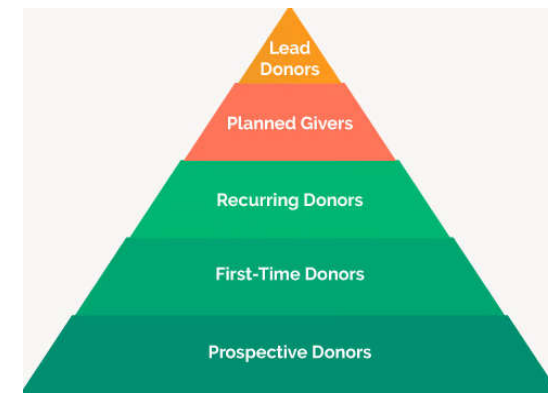 Lead
Donors
Planned Givers
Recurring Donors
First-Time Donors
Prospective Donors